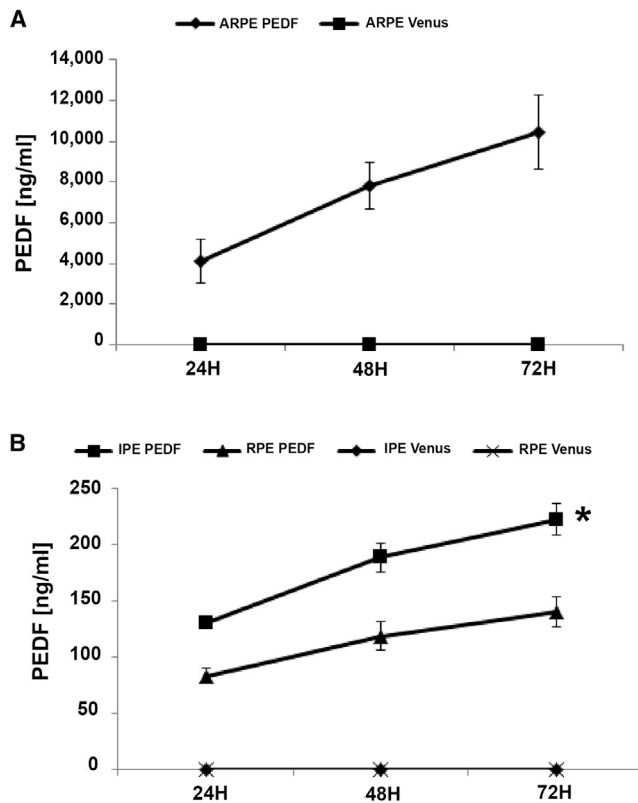 A
ARPE PEDF ARPE Venus
PEDF [ng/ml]
14,000
12,000
10,000
8,000
6,000
4,000
2,000
0
24H 48H 72H
B
IPE PEDF RPE PEDF IPE Venus RPE Venus
PEDF [ng/ml]
250
200
150
100
50
0
*
24H 48H 72H